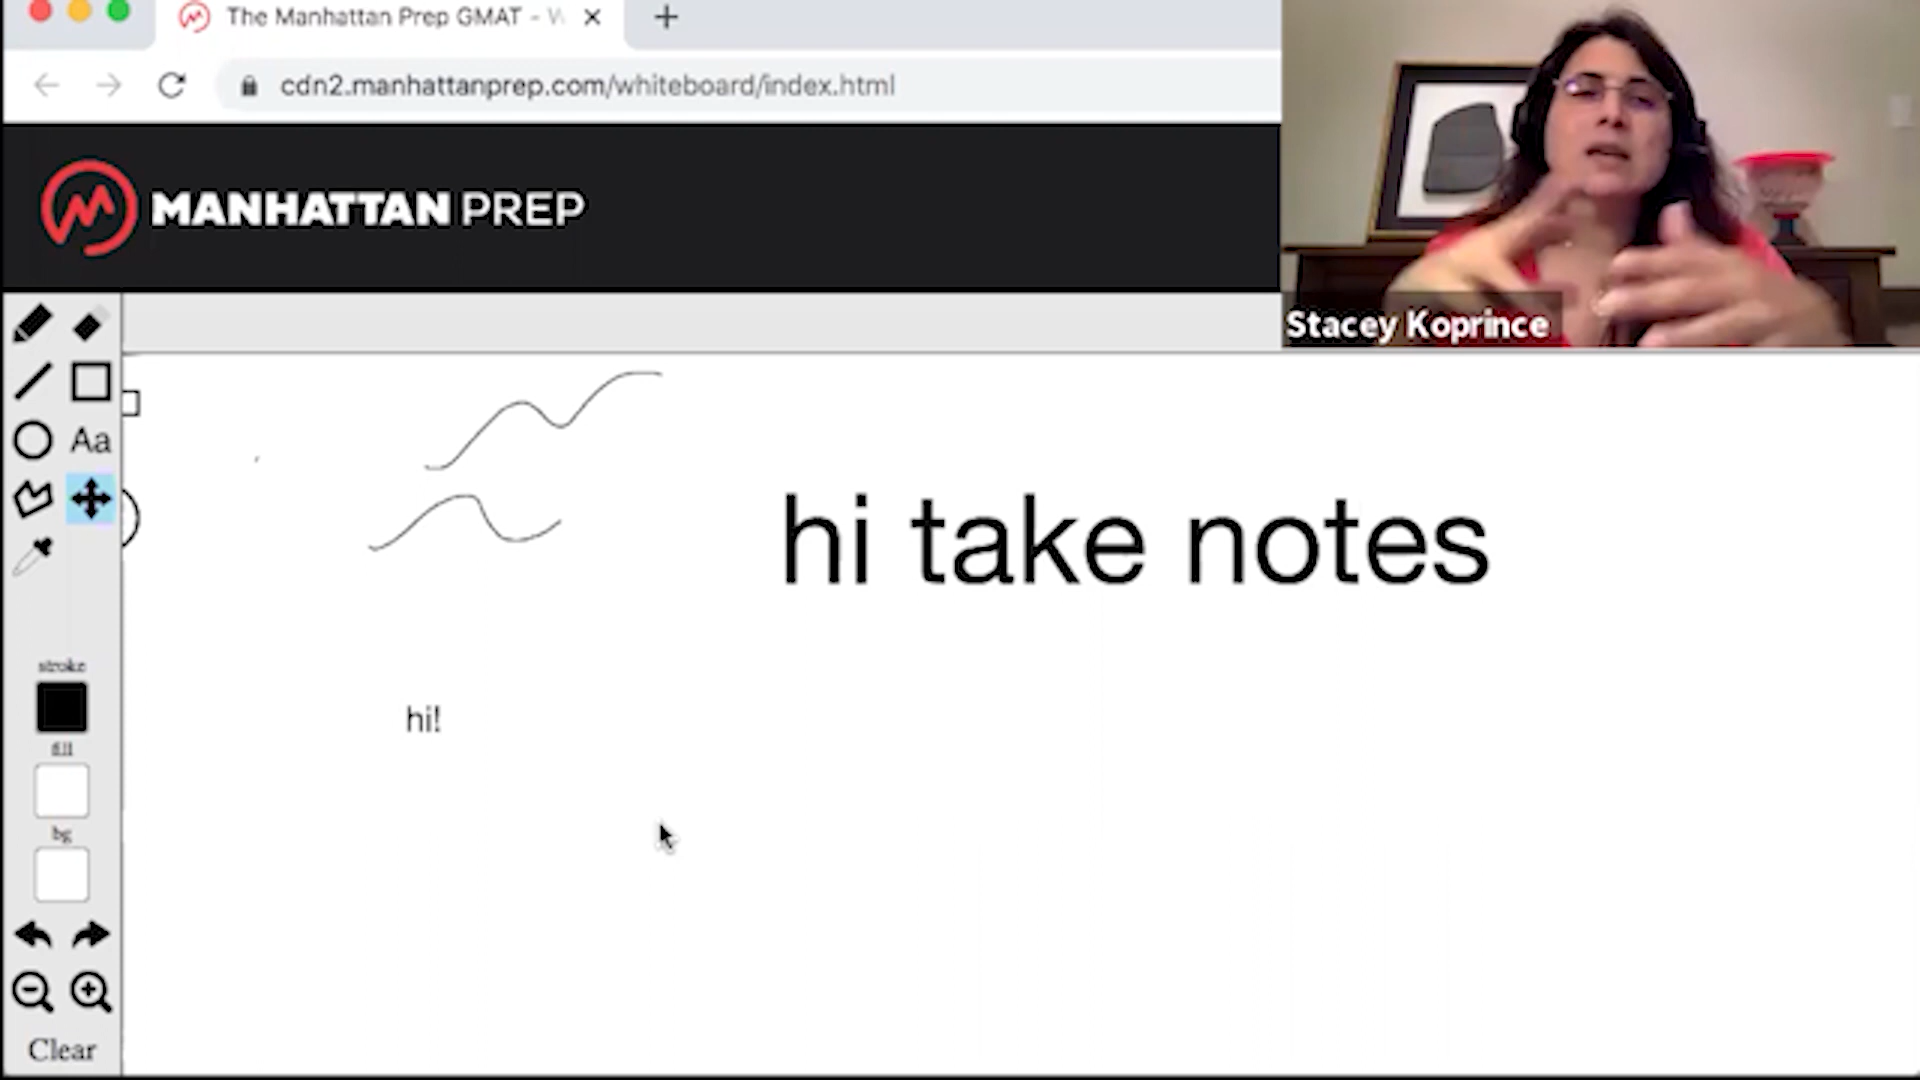 The Manhattan Prep GMAT - W
cdn2.manhattanprep.com/whiteboard/index.html
MANHATTAN PREP
Stacey Koprince
Aa
hi take notes
stroke
fill
hi!
bg
Clear